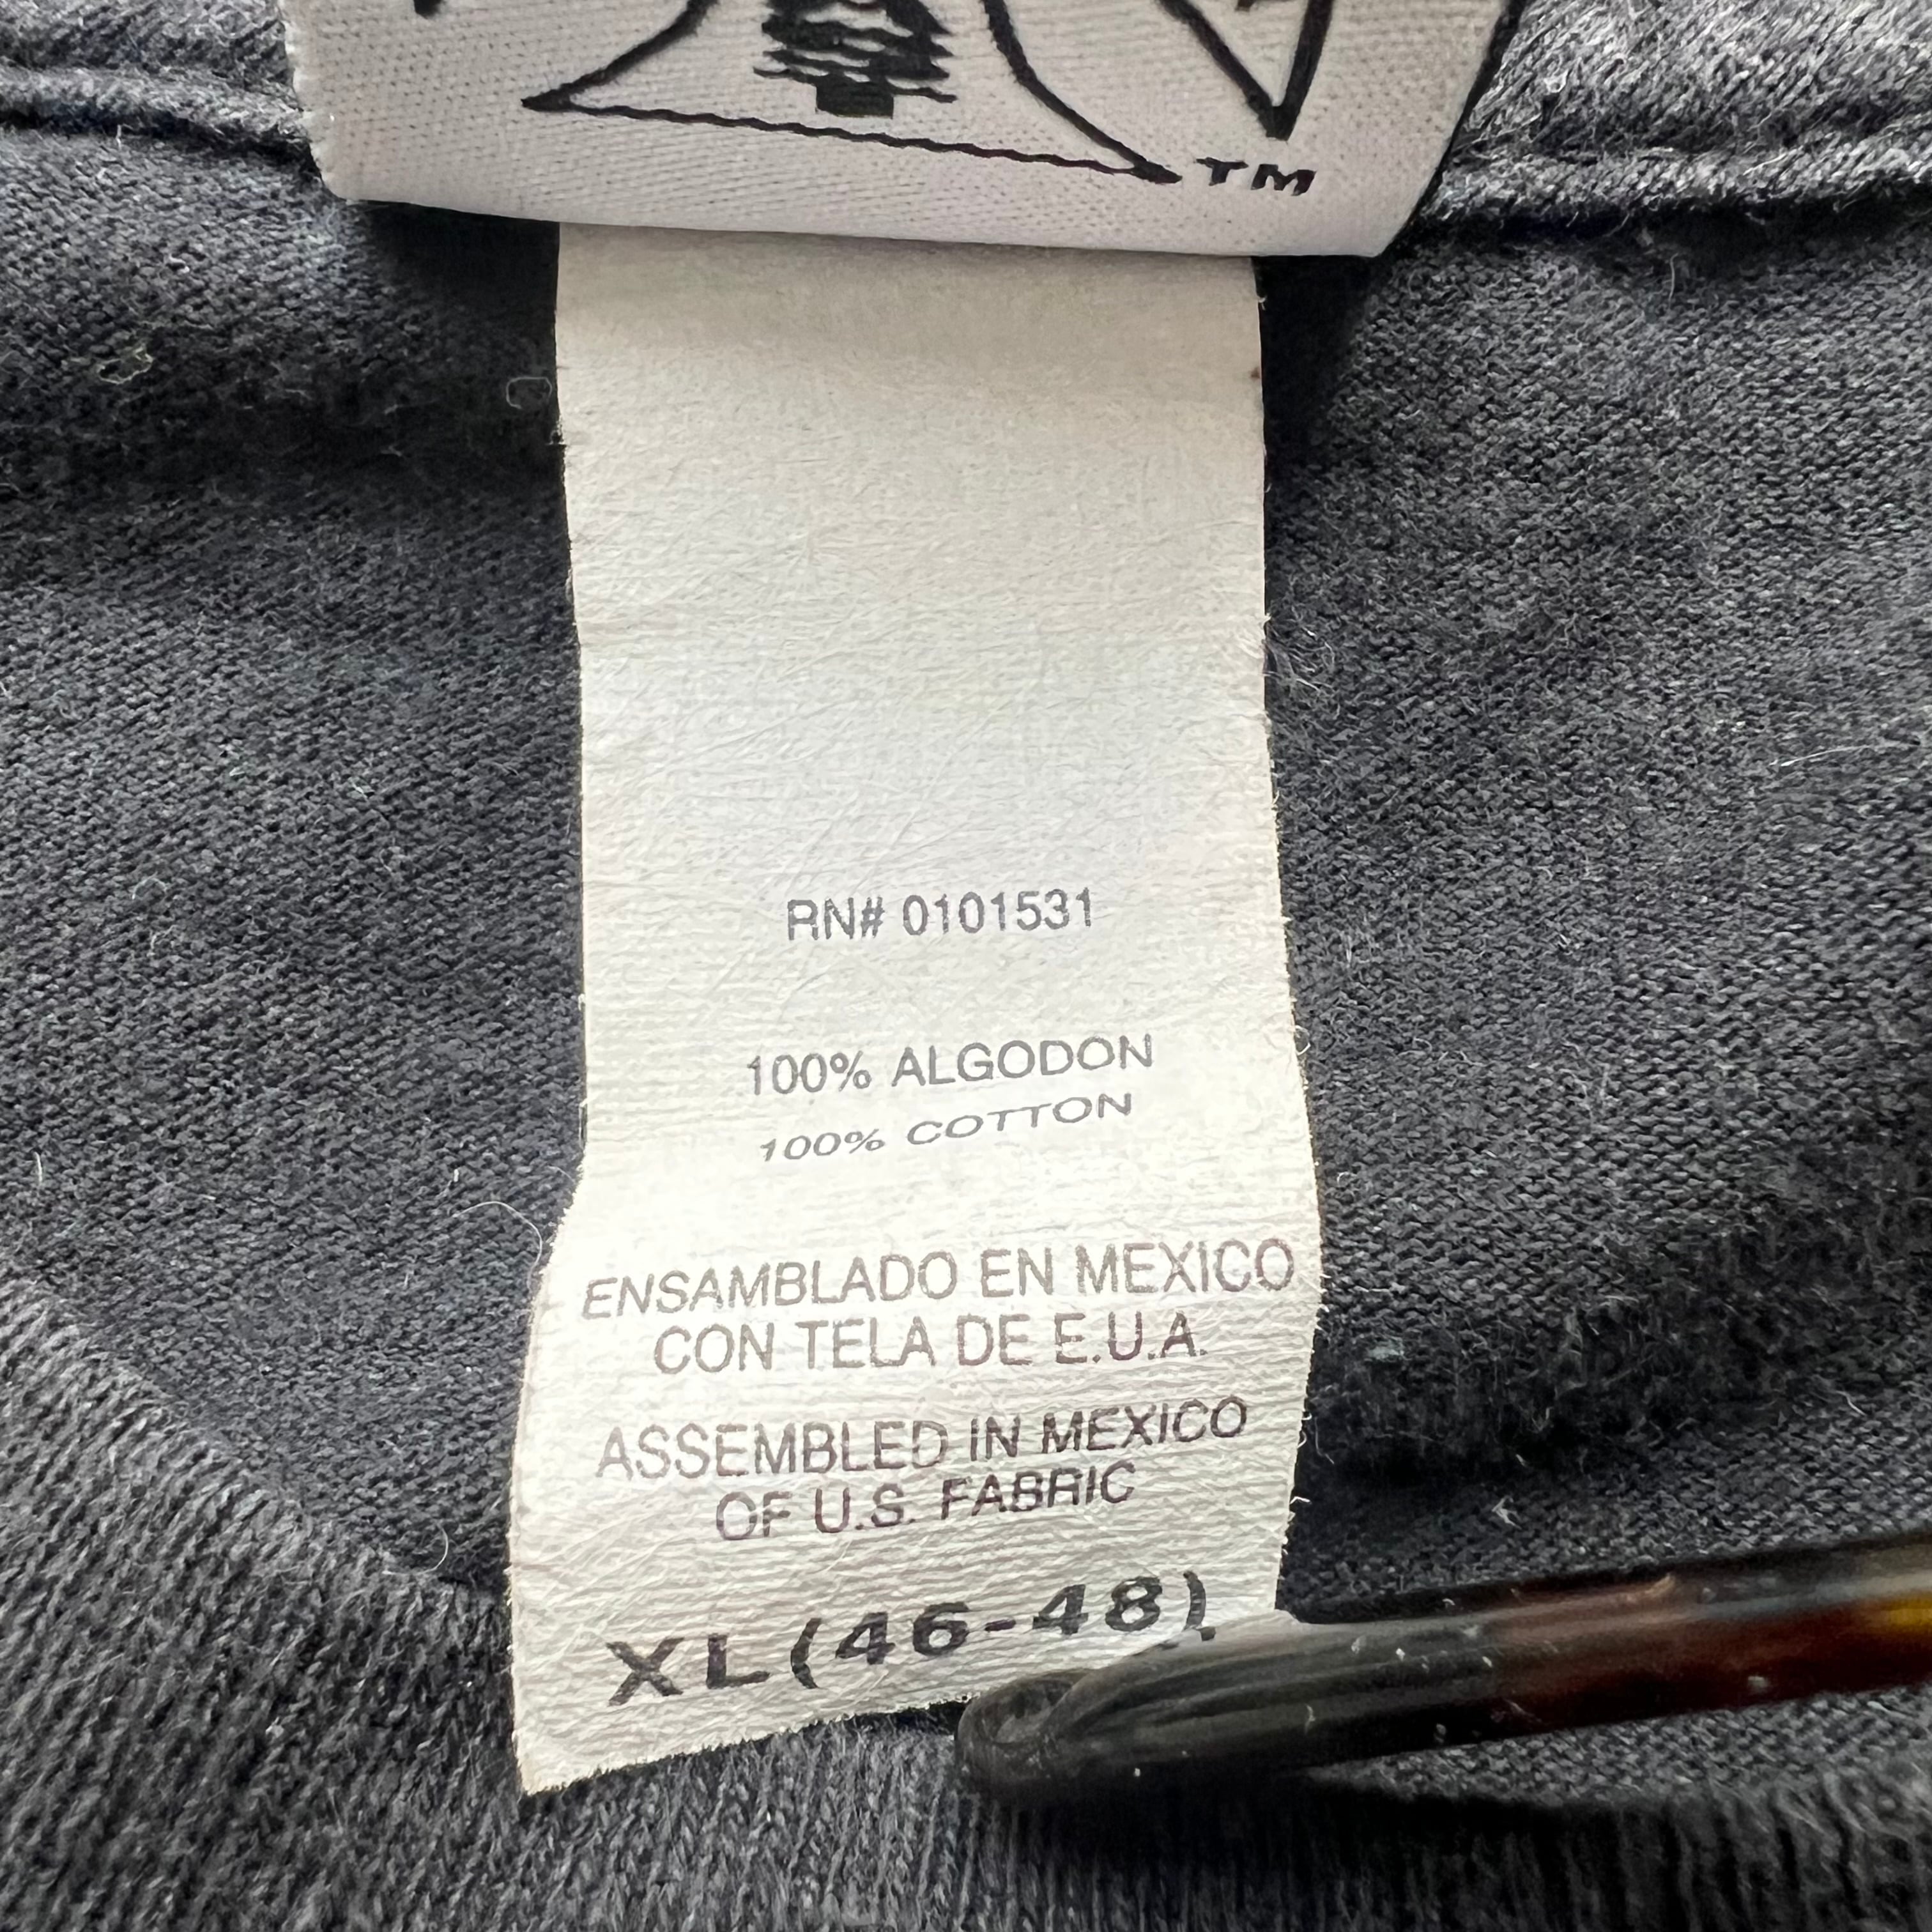 TM
RN# 0101531
100% ALGODON
100% COTTON
ENSAMBLADO EN MEXICO
CON TELA DE E.U.A.
ASSEMBLED IN MEXICO
OF U.S. FABRIC
XL(46-48)